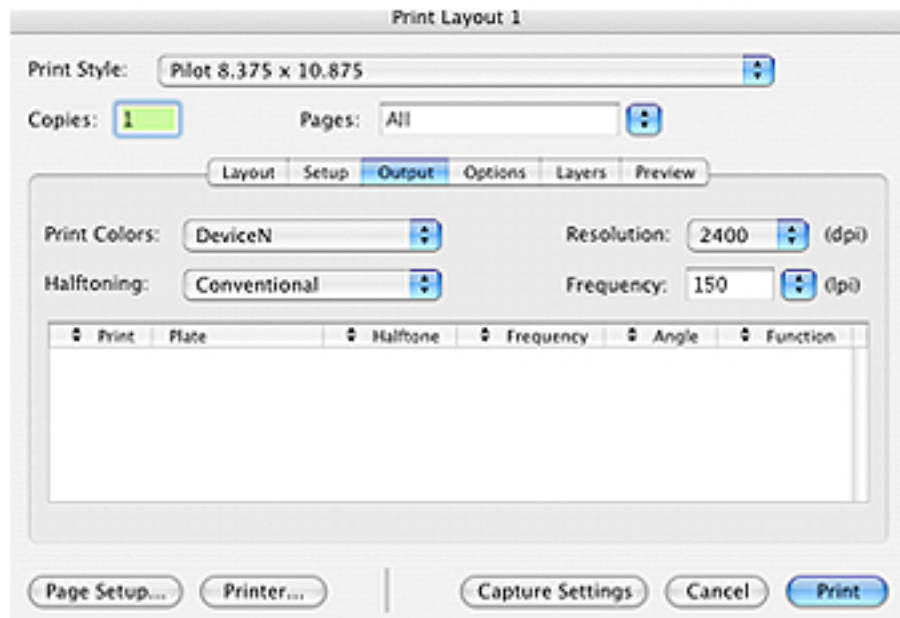 Print Layout 1
Print Style: Pilot 8.375 x 10.875
Copies: 1 Pages: All
Layout Setup Output Options Layers Preview
Print Colors: DeviceN Resolution: 2400 (dpi)
Halftoning: Conventional Frequency: 150 (lpi)
Print Plate Halftone Frequency Angle Function
Page Setup... Printer... Capture Settings Cancel Print